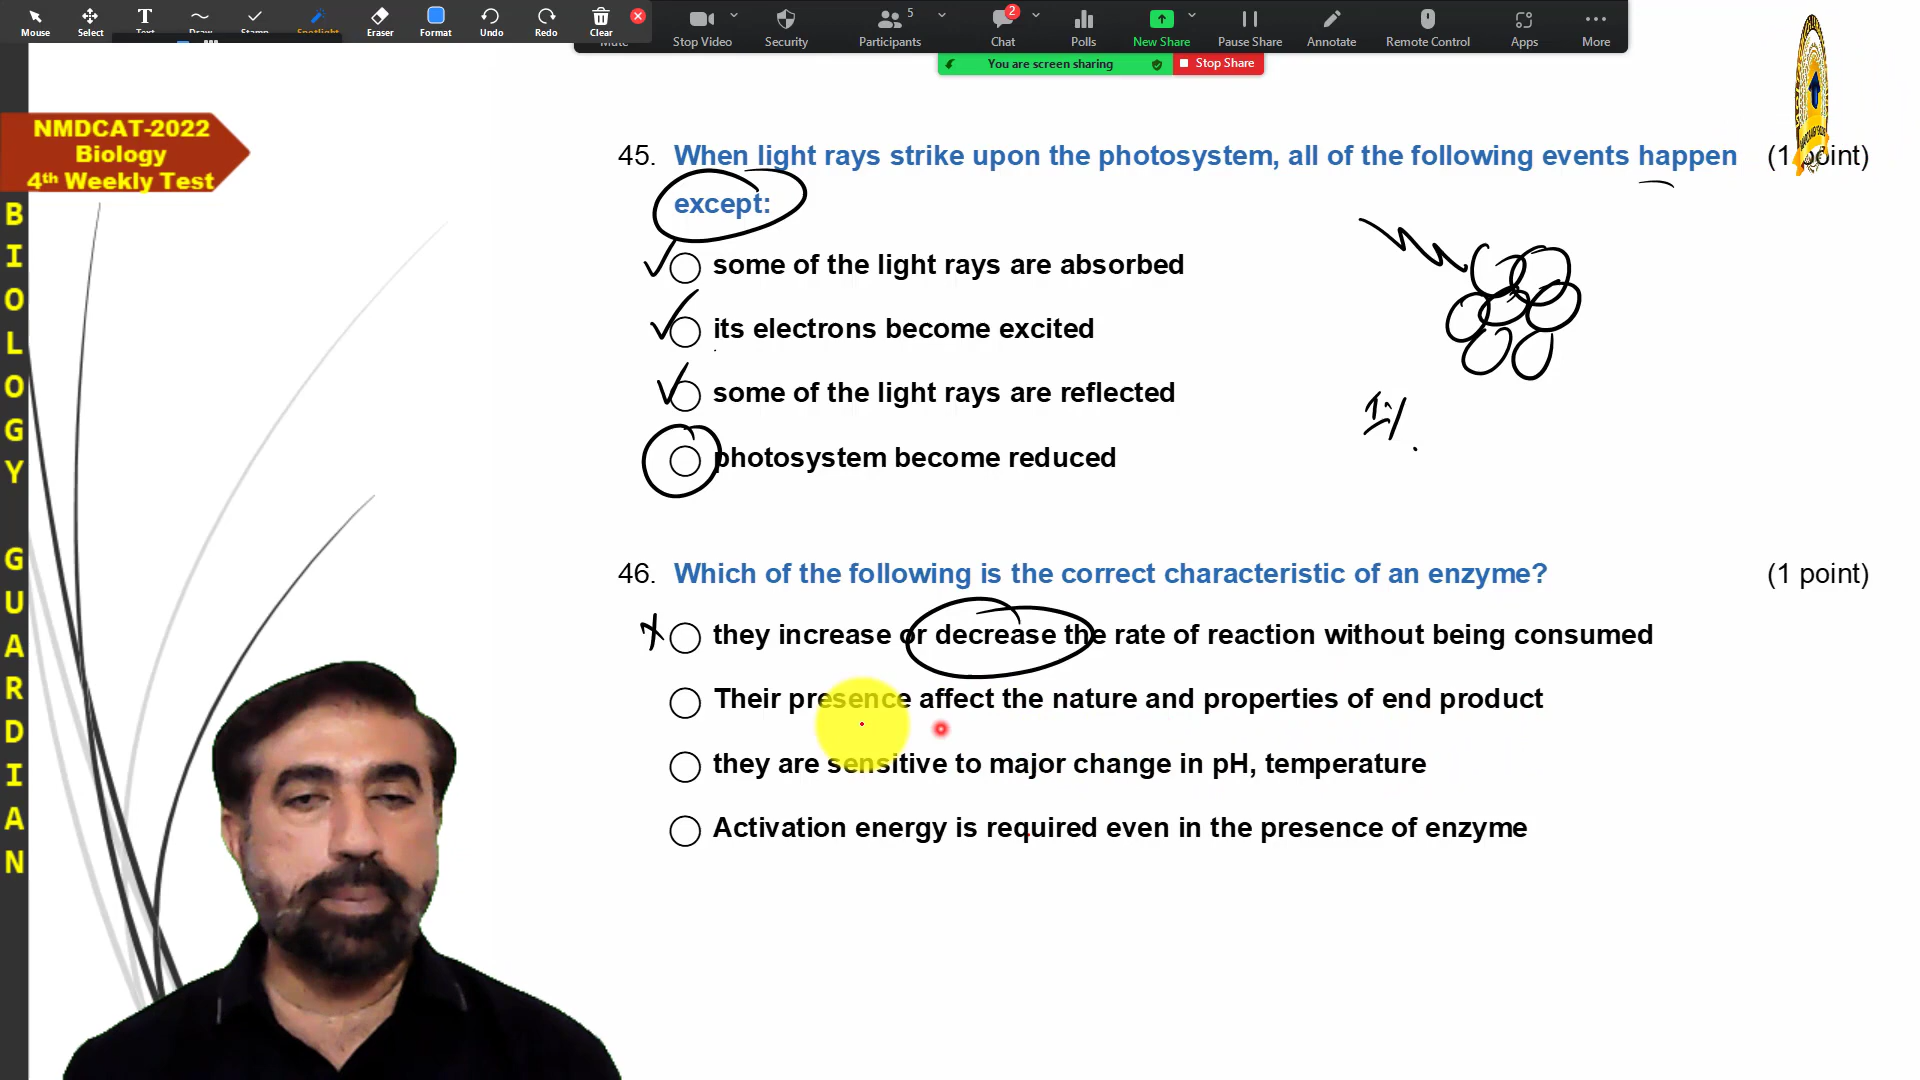 Mouse
Select
Text
Draw
Stamp
Spotlight
Eraser
Format
Undo
Redo
Clear
Mute
Stop Video
Security
5
Participants
2
Chat
Polls
New Share
Pause Share
Annotate
Remote Control
Apps
More
You are screen sharing
Stop Share
NMDCAT-2022
Biology
4th Weekly Test
BIOLOGY GUARDIAN
45. When light rays strike upon the photosystem, all of the following events happen (1 point)
except:
some of the light rays are absorbed
its electrons become excited
some of the light rays are reflected
photosystem become reduced
46. Which of the following is the correct characteristic of an enzyme? (1 point)
they increase or decrease the rate of reaction without being consumed
Their presence affect the nature and properties of end product
they are sensitive to major change in pH, temperature
Activation energy is required even in the presence of enzyme